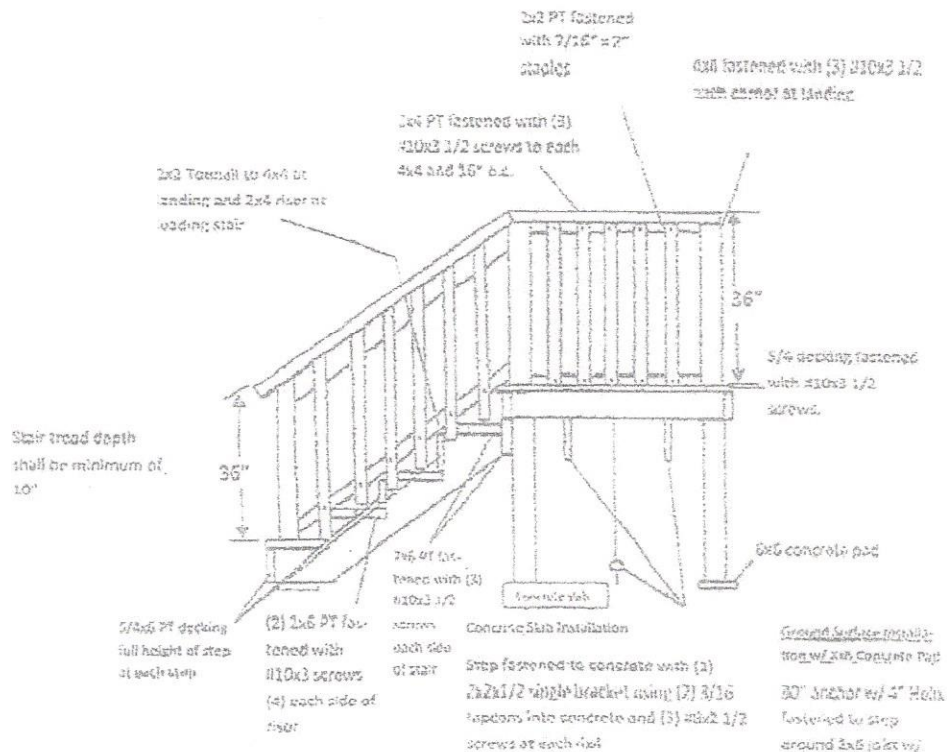 2x2 PT fastened
with 7/16" x 2"
staples
4x4 fastened with (3) #10x3 1/2
each corner at landing
2x4 PT fastened with (3)
#10x3 1/2 screws to each
4x4 and 16" o.c.
2x2 Toenail to 4x4 at
landing and 2x4 riser at
leading stair
36"
5/4 decking fastened
with #10x3 1/2
screws.
Stair tread depth
shall be minimum of
10"
36"
6x6 concrete pad
2x6 PT fas-
tened with (3)
#10x3 1/2
screws
each side
of stair
Concrete slab
5/4x6 PT decking
full height of step
at each step
(2) 2x6 PT fas-
tened with
#10x3 screws
(4) each side of
riser
Concrete Slab Installation
Step fastened to concrete with (1)
2x2x1/2 single bracket using (2) 3/16
tapcons into concrete and (3) #8x2 1/2
screws at each 4x4
Ground Surface Installa-
tion w/ Concrete Pad
30" anchor w/ 4" Helix
fastened to step
around 2x6 joist w/